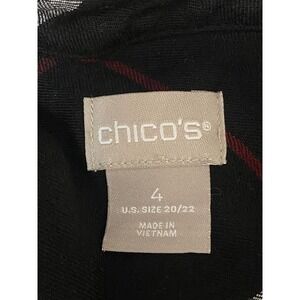 chico's®
4
U.S. SIZE 20/22
MADE IN
VIETNAM